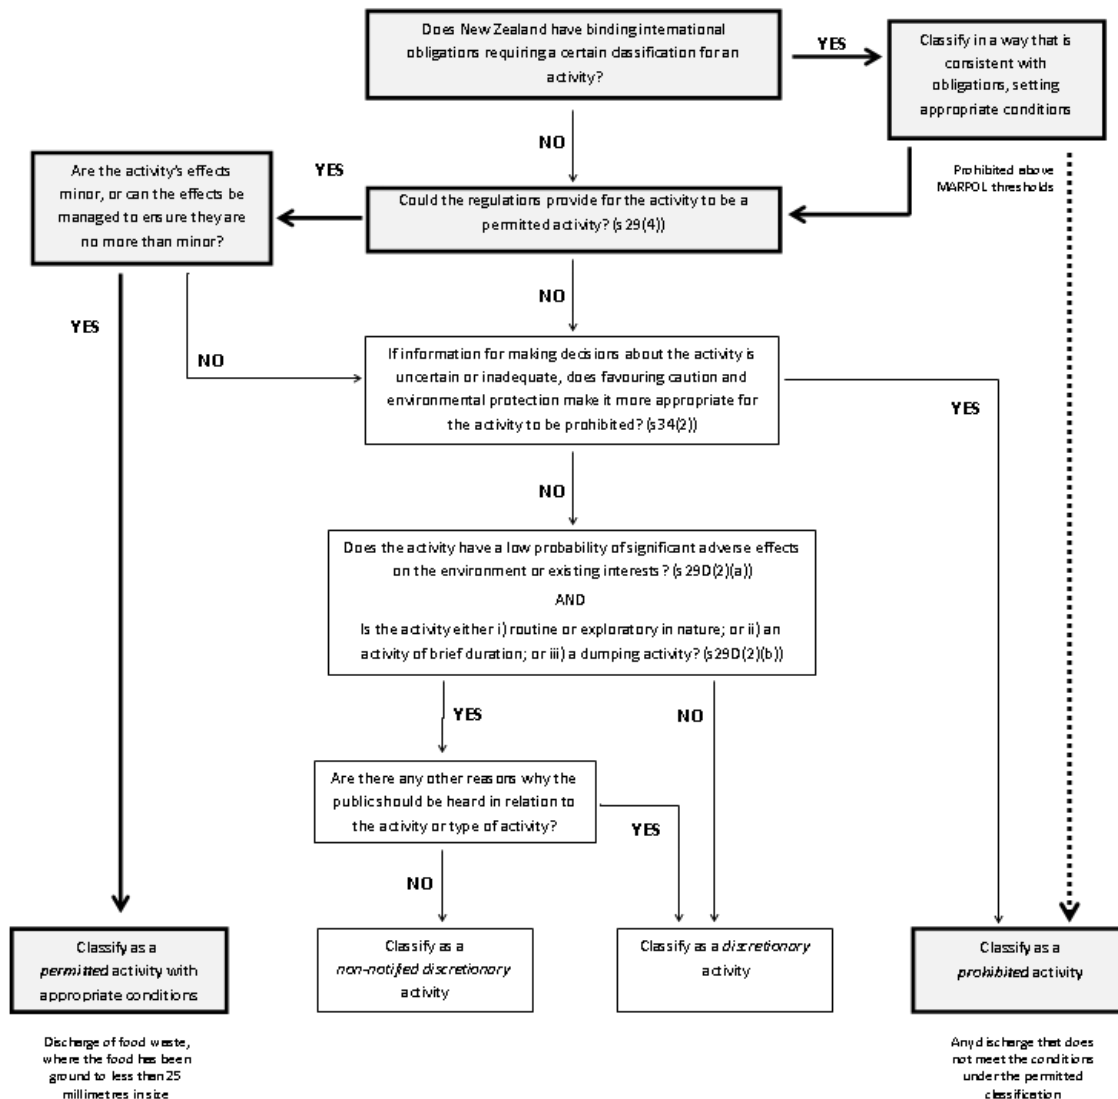 Does New Zealand have binding international
obligations requiring a certain classification for an
activity?
YES
Classify in a way that is
consistent with
obligations, setting
appropriate conditions
NO
Prohibited above
MARPOL thresholds
Are the activity's effects
minor, or can the effects be
managed to ensure they are
no more than minor?
YES
Could the regulations provide for the activity to be a
permitted activity? (s29(4))
YES
NO
NO
If information for making decisions about the activity is
uncertain or inadequate, does favouring caution and
environmental protection make it more appropriate for
the activity to be prohibited? (s34(2))
YES
NO
Does the activity have a low probability of significant adverse effects
on the environment or existing interests? (s29D(2)(a))
AND
Is the activity either i) routine or exploratory in nature; or ii) an
activity of brief duration; or iii) a dumping activity? (s29D(2)(b))
YES
NO
Are there any other reasons why the
public should be heard in relation to
the activity or type of activity?
YES
NO
Classify as a
permitted activity with
appropriate conditions
Classify as a
non-notified discretionary
activity
Classify as a discretionary
activity
Classify as a
prohibited activity
Discharge of food waste,
where the food has been
ground to less than 25
millimetres in size
Any discharge that does
not meet the conditions
under the permitted
classification